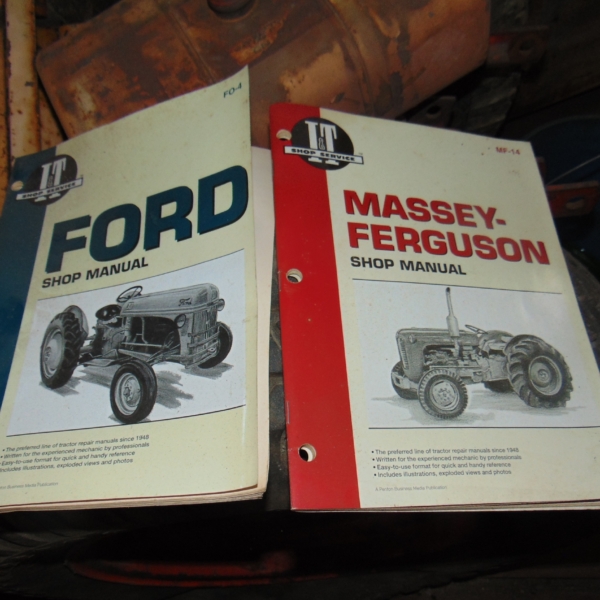 FO-4
I&T
SHOP SERVICE
FORD
SHOP MANUAL
• The preferred line of tractor repair manuals since 1948
• Written for the experienced mechanic by professionals
• Easy-to-use format for quick and handy reference
• Includes illustrations, exploded views and photos
MF-14
I&T
SHOP SERVICE
MASSEY-
FERGUSON
SHOP MANUAL
• The preferred line of tractor repair manuals since 1948
• Written for the experienced mechanic by professionals
• Easy-to-use format for quick and handy reference
• Includes illustrations, exploded views and photos
A Penton Business Media Publication